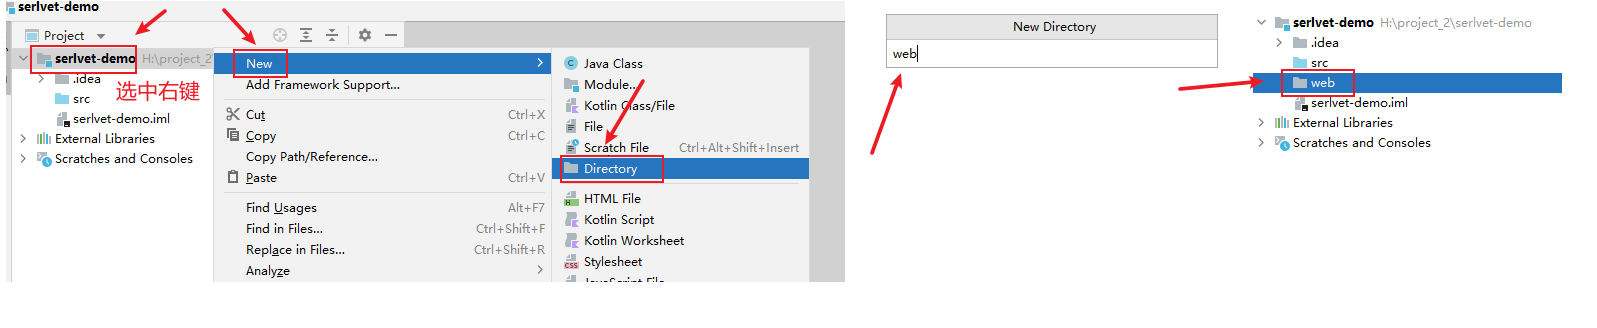 serlvet-demo
Project
serlvet-demo H:\project_2
.idea
src
选中右键
serlvet-demo.iml
External Libraries
Scratches and Consoles
New
Add Framework Support...
Cut Ctrl+X
Copy Ctrl+C
Copy Path/Reference...
Paste Ctrl+V
Find Usages Alt+F7
Find in Files... Ctrl+Shift+F
Replace in Files... Ctrl+Shift+R
Analyze
Java Class
Module...
Kotlin Class/File
File
Scratch File Ctrl+Alt+Shift+Insert
Directory
HTML File
Kotlin Script
Kotlin Worksheet
Stylesheet
CSS
JavaScript File
New Directory
web
serlvet-demo H:\project_2\serlvet-demo
.idea
src
web
serlvet-demo.iml
External Libraries
Scratches and Consoles